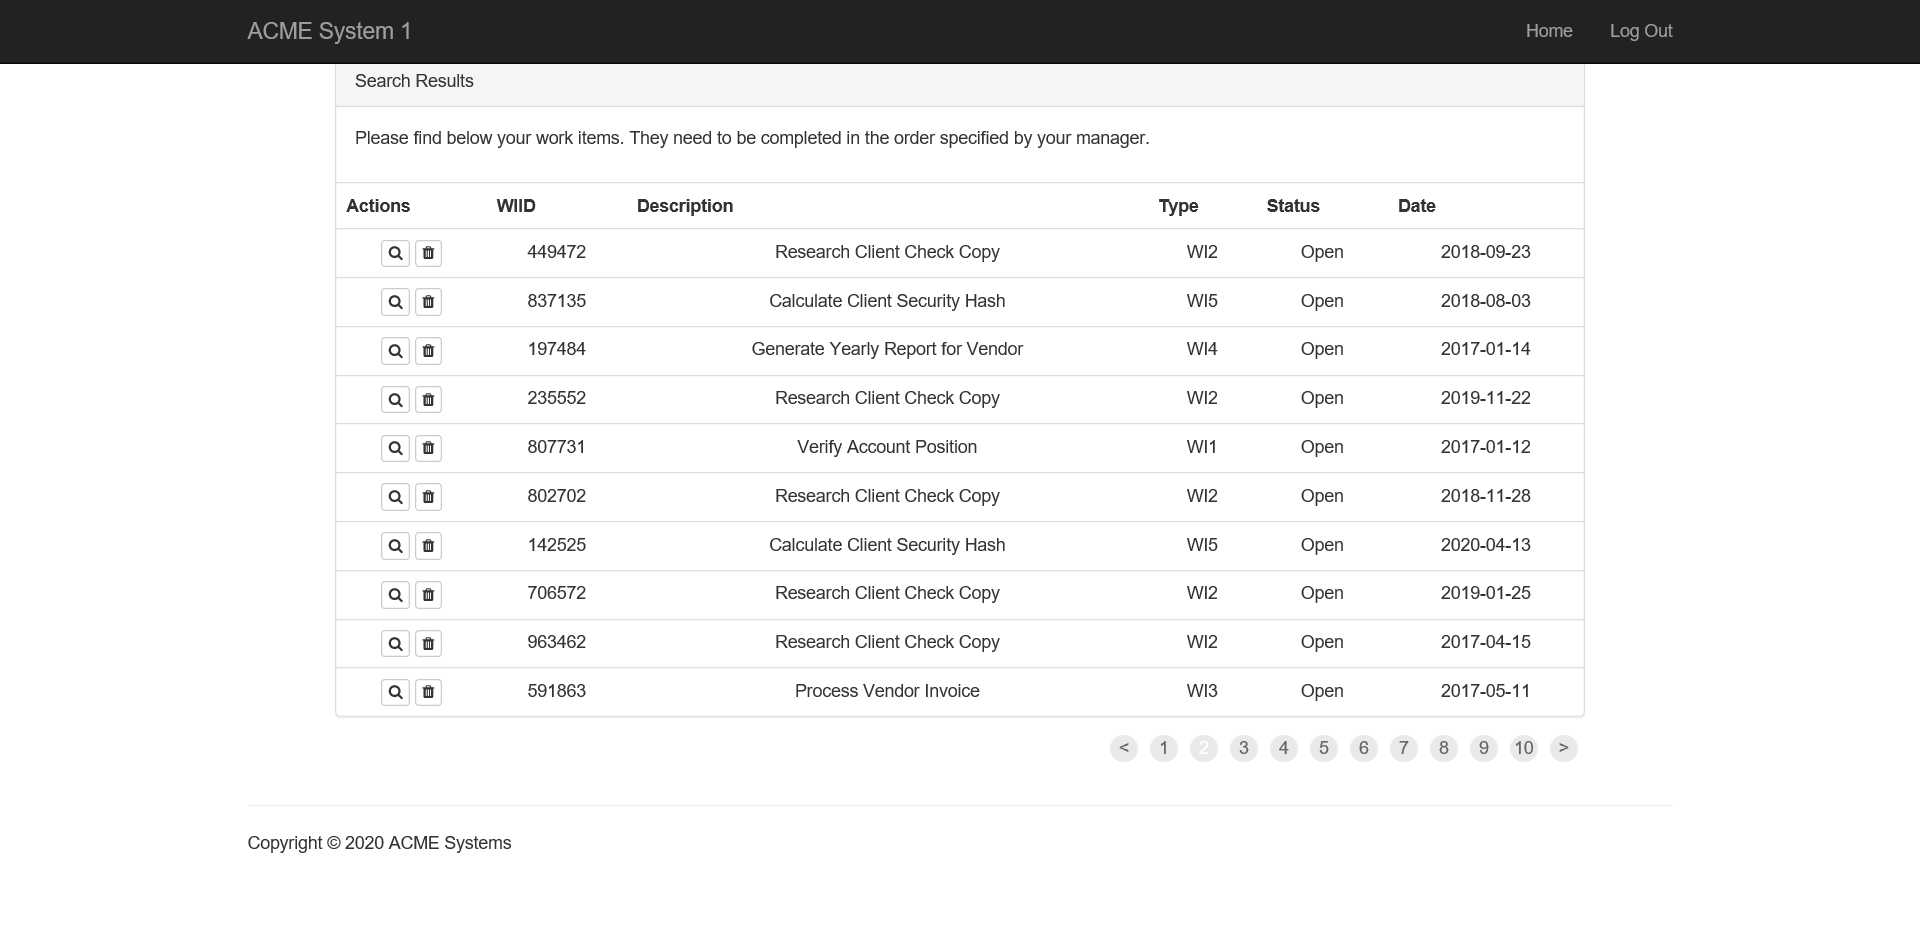 ACME System 1 Home Log Out
Search Results
Please find below your work items. They need to be completed in the order specified by your manager.
Actions WIID Description Type Status Date
449472 Research Client Check Copy WI2 Open 2018-09-23
837135 Calculate Client Security Hash WI5 Open 2018-08-03
197484 Generate Yearly Report for Vendor WI4 Open 2017-01-14
235552 Research Client Check Copy WI2 Open 2019-11-22
807731 Verify Account Position WI1 Open 2017-01-12
802702 Research Client Check Copy WI2 Open 2018-11-28
142525 Calculate Client Security Hash WI5 Open 2020-04-13
706572 Research Client Check Copy WI2 Open 2019-01-25
963462 Research Client Check Copy WI2 Open 2017-04-15
591863 Process Vendor Invoice WI3 Open 2017-05-11
< 1 2 3 4 5 6 7 8 9 10 >
Copyright © 2020 ACME Systems